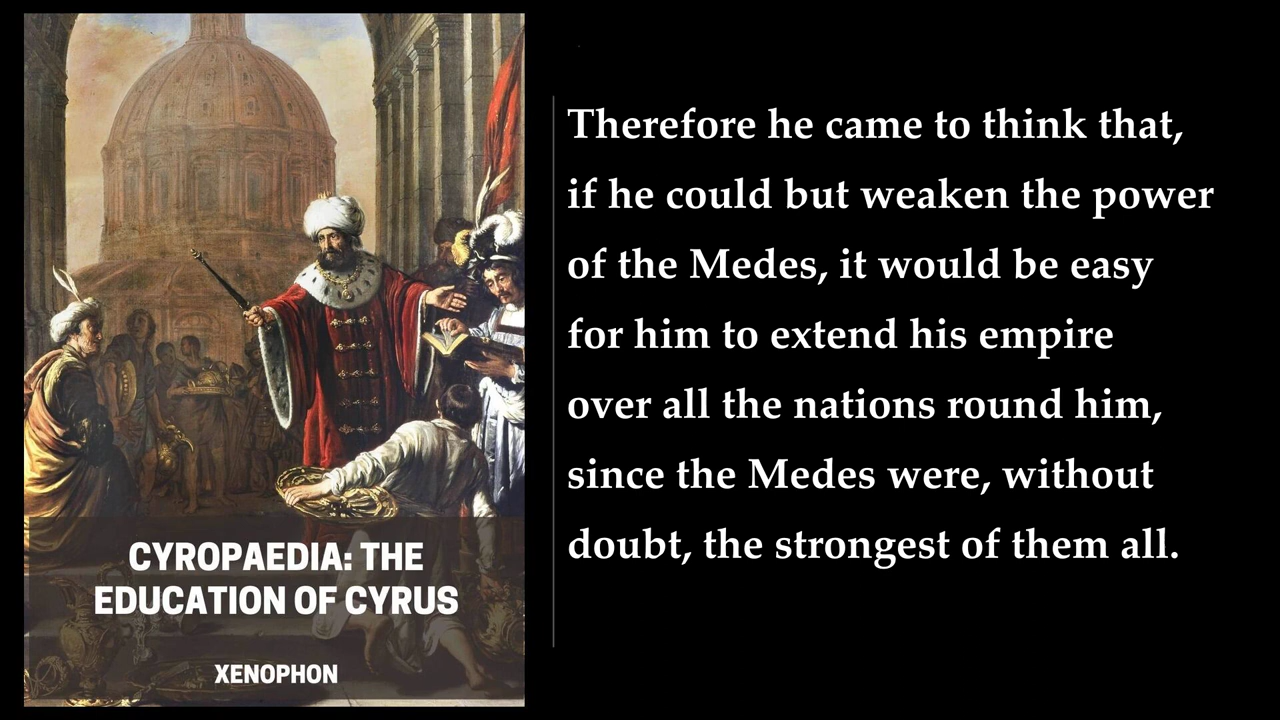 CYROPAEDIA: THE
EDUCATION OF CYRUS
XENOPHON
Therefore he came to think that,
if he could but weaken the power
of the Medes, it would be easy
for him to extend his empire
over all the nations round him,
since the Medes were, without
doubt, the strongest of them all.